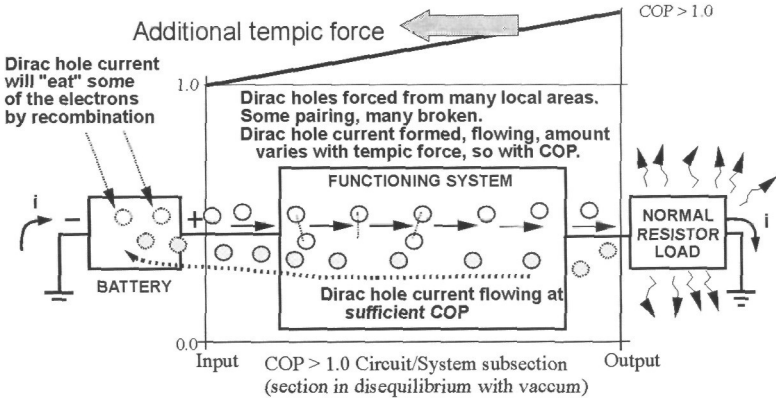 Additional tempic force
COP > 1.0
Dirac hole current
will "eat" some
of the electrons
by recombination
1.0
Dirac holes forced from many local areas.
Some pairing, many broken.
Dirac hole current formed, flowing, amount
varies with tempic force, so with COP.
FUNCTIONING SYSTEM
i
–
+
BATTERY
NORMAL
RESISTOR
LOAD
i
Dirac hole current flowing at
sufficient COP
0.0
Input
Output
COP > 1.0 Circuit/System subsection
(section in disequilibrium with vaccum)